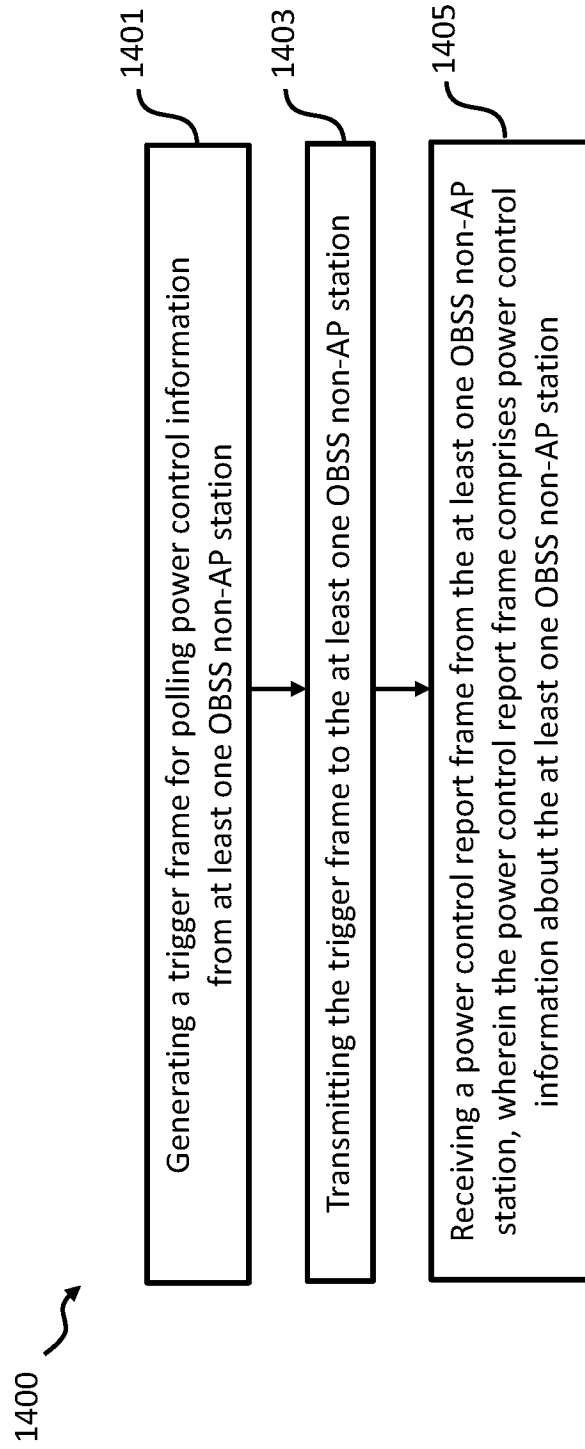 1400
Generating a trigger frame for polling power control information
from at least one OBSS non-AP station
1401
Transmitting the trigger frame to the at least one OBSS non-AP station
1403
Receiving a power control report frame from the at least one OBSS non-AP
station, wherein the power control report frame comprises power control
information about the at least one OBSS non-AP station
1405